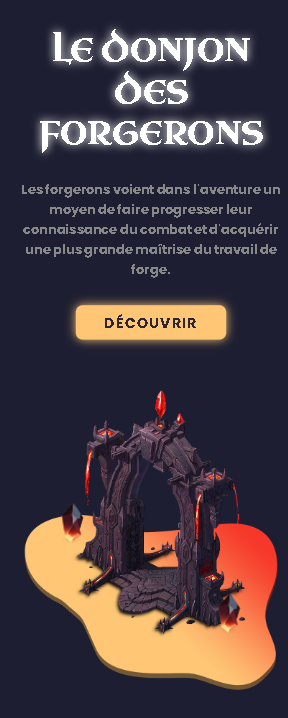 Le donjon
des
forgerons
Les forgerons voient dans l'aventure un
moyen de faire progresser leur
connaissance du combat et d'acquérir
une plus grande maîtrise du travail de
forge.
DÉCOUVRIR